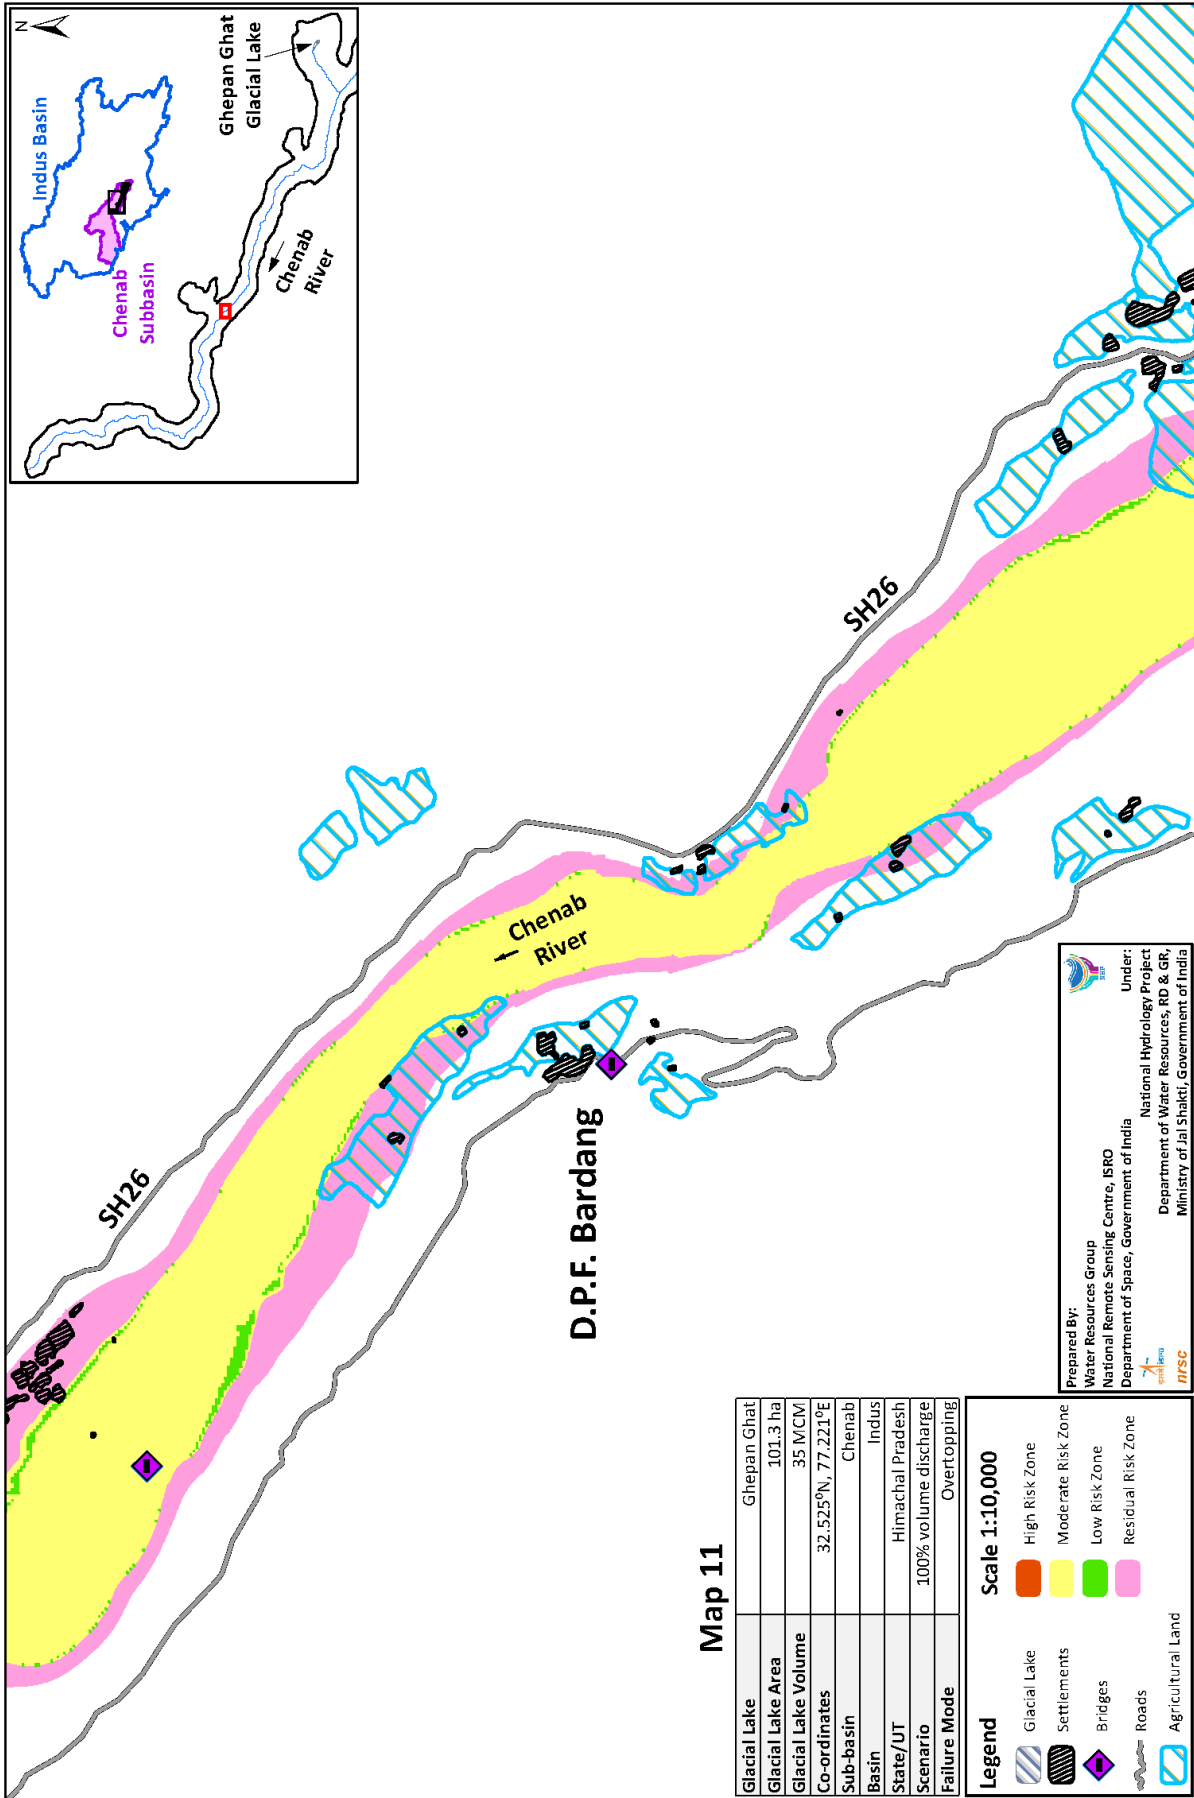 N
Indus Basin
Chenab
Subbasin
Ghepan Ghat
Glacial Lake
Chenab
River
SH26
Chenab
River
SH26
D.P.F. Bardang
Map 11
Glacial Lake Ghepan Ghat
Glacial Lake Area 101.3 ha
Glacial Lake Volume 35 MCM
Co-ordinates 32.525⁰N, 77.221⁰E
Sub-basin Chenab
Basin Indus
State/UT Himachal Pradesh
Scenario 100% volume discharge
Failure Mode Overtopping
Legend
Scale 1:10,000
Glacial Lake
Settlements
Bridges
Roads
Agricultural Land
High Risk Zone
Moderate Risk Zone
Low Risk Zone
Residual Risk Zone
Prepared By:
Water Resources Group
National Remote Sensing Centre, ISRO
Department of Space, Government of India
इसरो isro
nrsc
NHP
Under:
National Hydrology Project
Department of Water Resources, RD & GR,
Ministry of Jal Shakti, Government of India